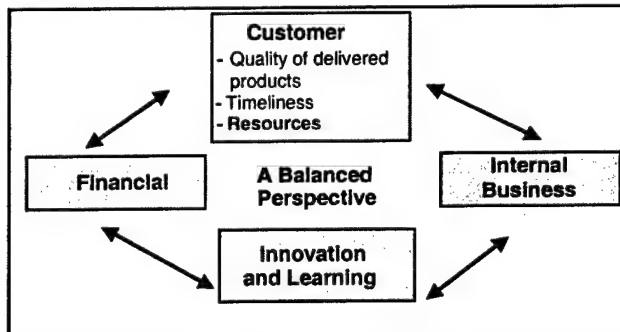 Customer
- Quality of delivered
products
- Timeliness
- Resources
Financial
A Balanced
Perspective
Internal
Business
Innovation
and Learning